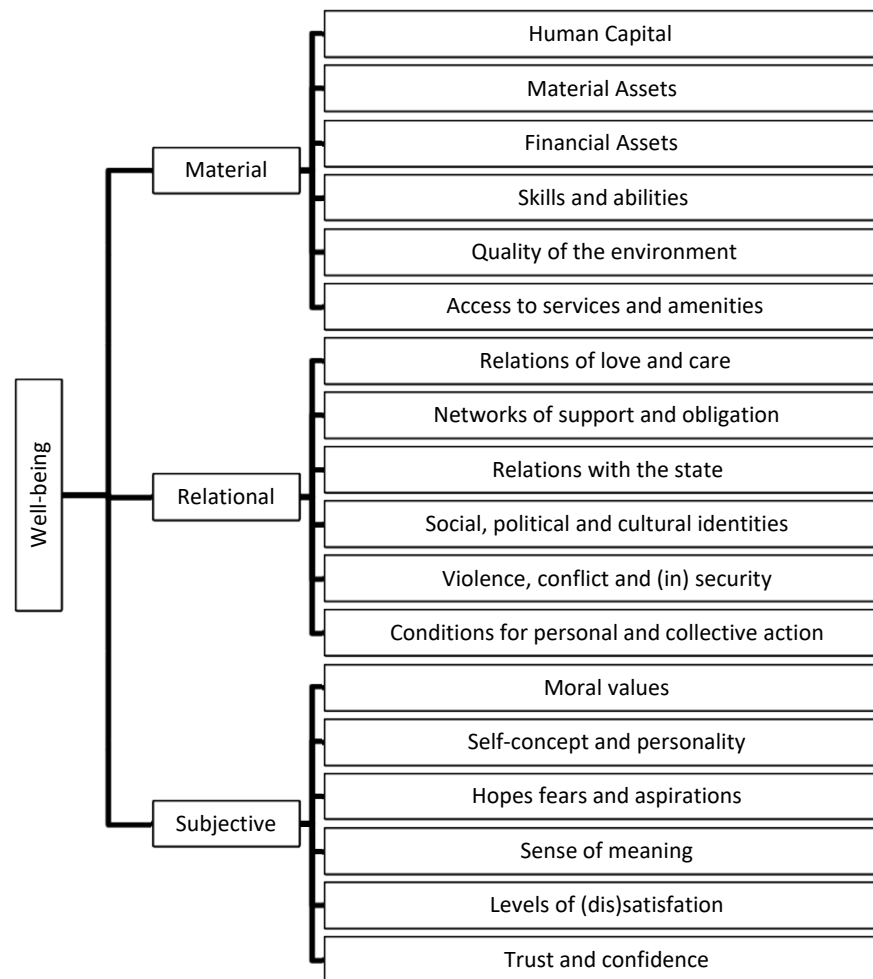 Well-being
Material
Human Capital
Material Assets
Financial Assets
Skills and abilities
Quality of the environment
Access to services and amenities
Relational
Relations of love and care
Networks of support and obligation
Relations with the state
Social, political and cultural identities
Violence, conflict and (in) security
Conditions for personal and collective action
Subjective
Moral values
Self-concept and personality
Hopes fears and aspirations
Sense of meaning
Levels of (dis)satisfation
Trust and confidence